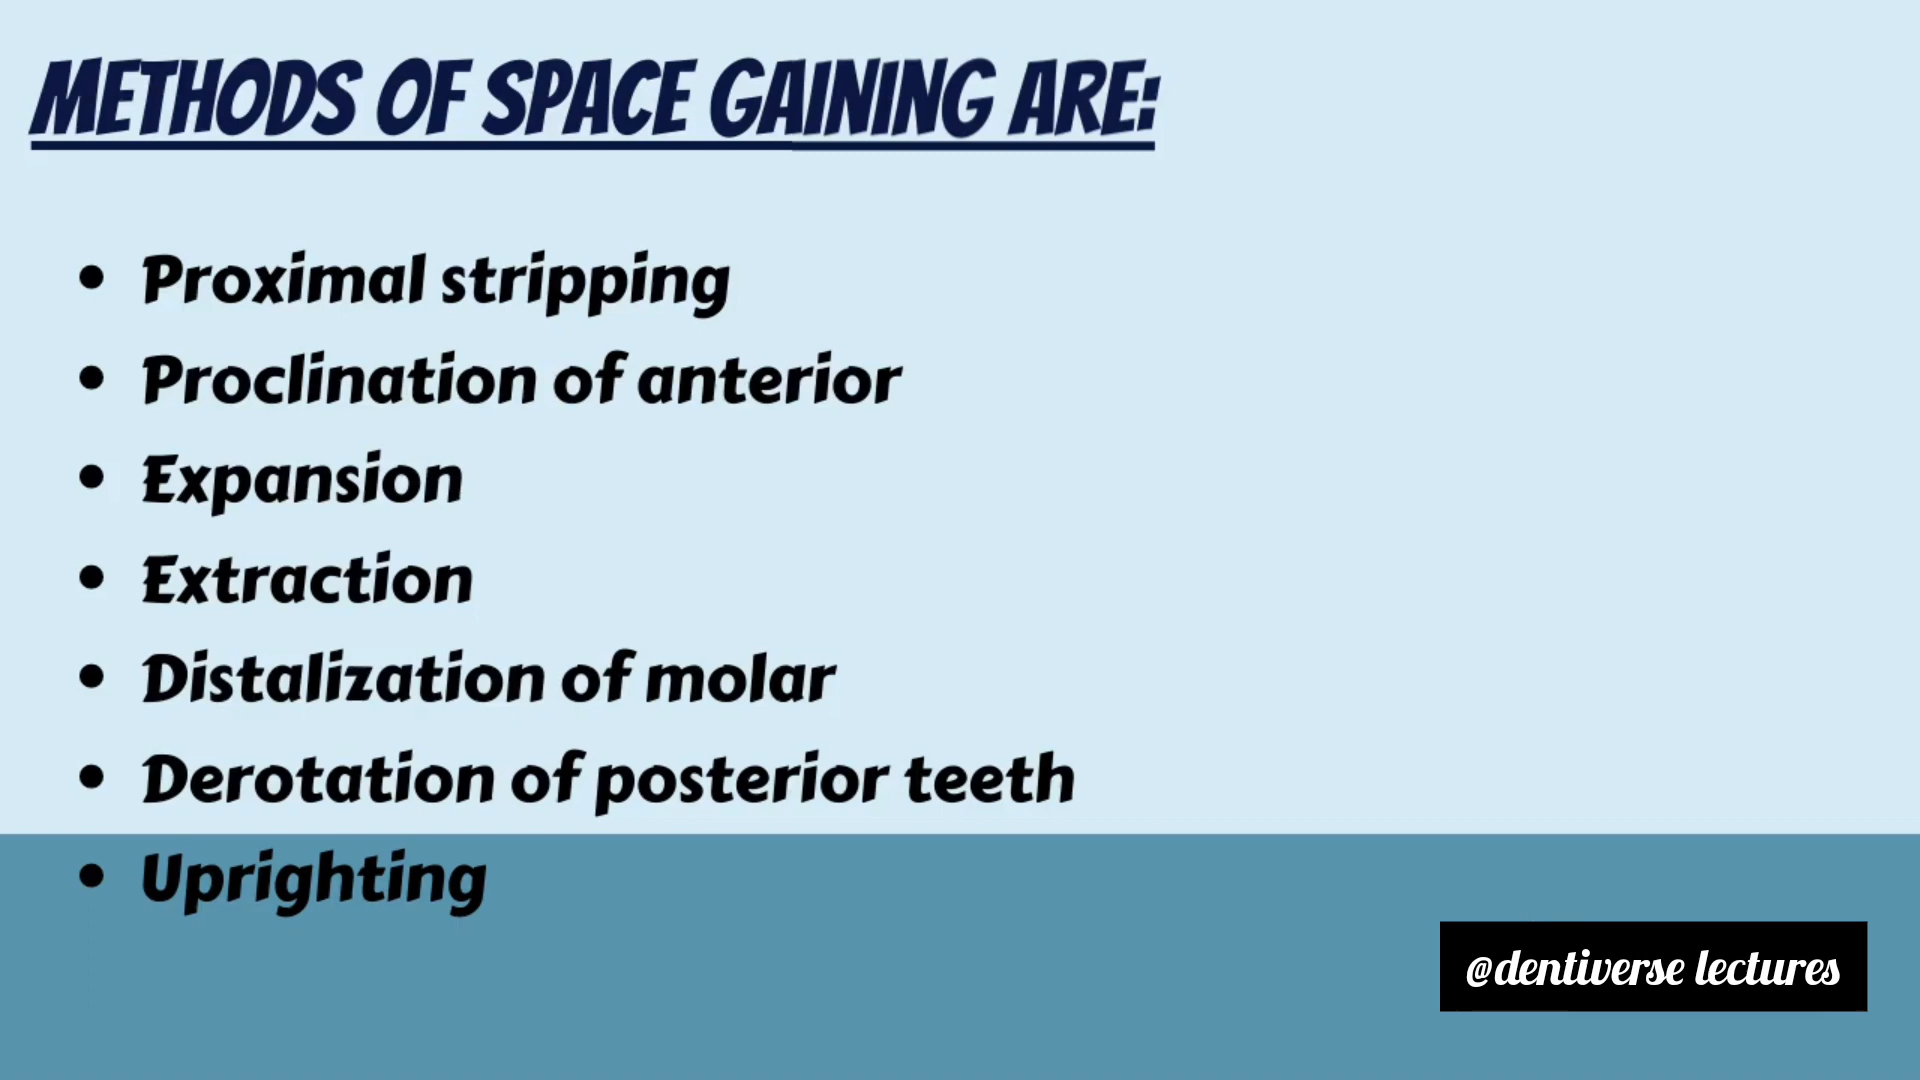 METHODS OF SPACE GAINING ARE:
• Proximal stripping
• Proclination of anterior
• Expansion
• Extraction
• Distalization of molar
• Derotation of posterior teeth
• Uprighting
@dentiverse lectures